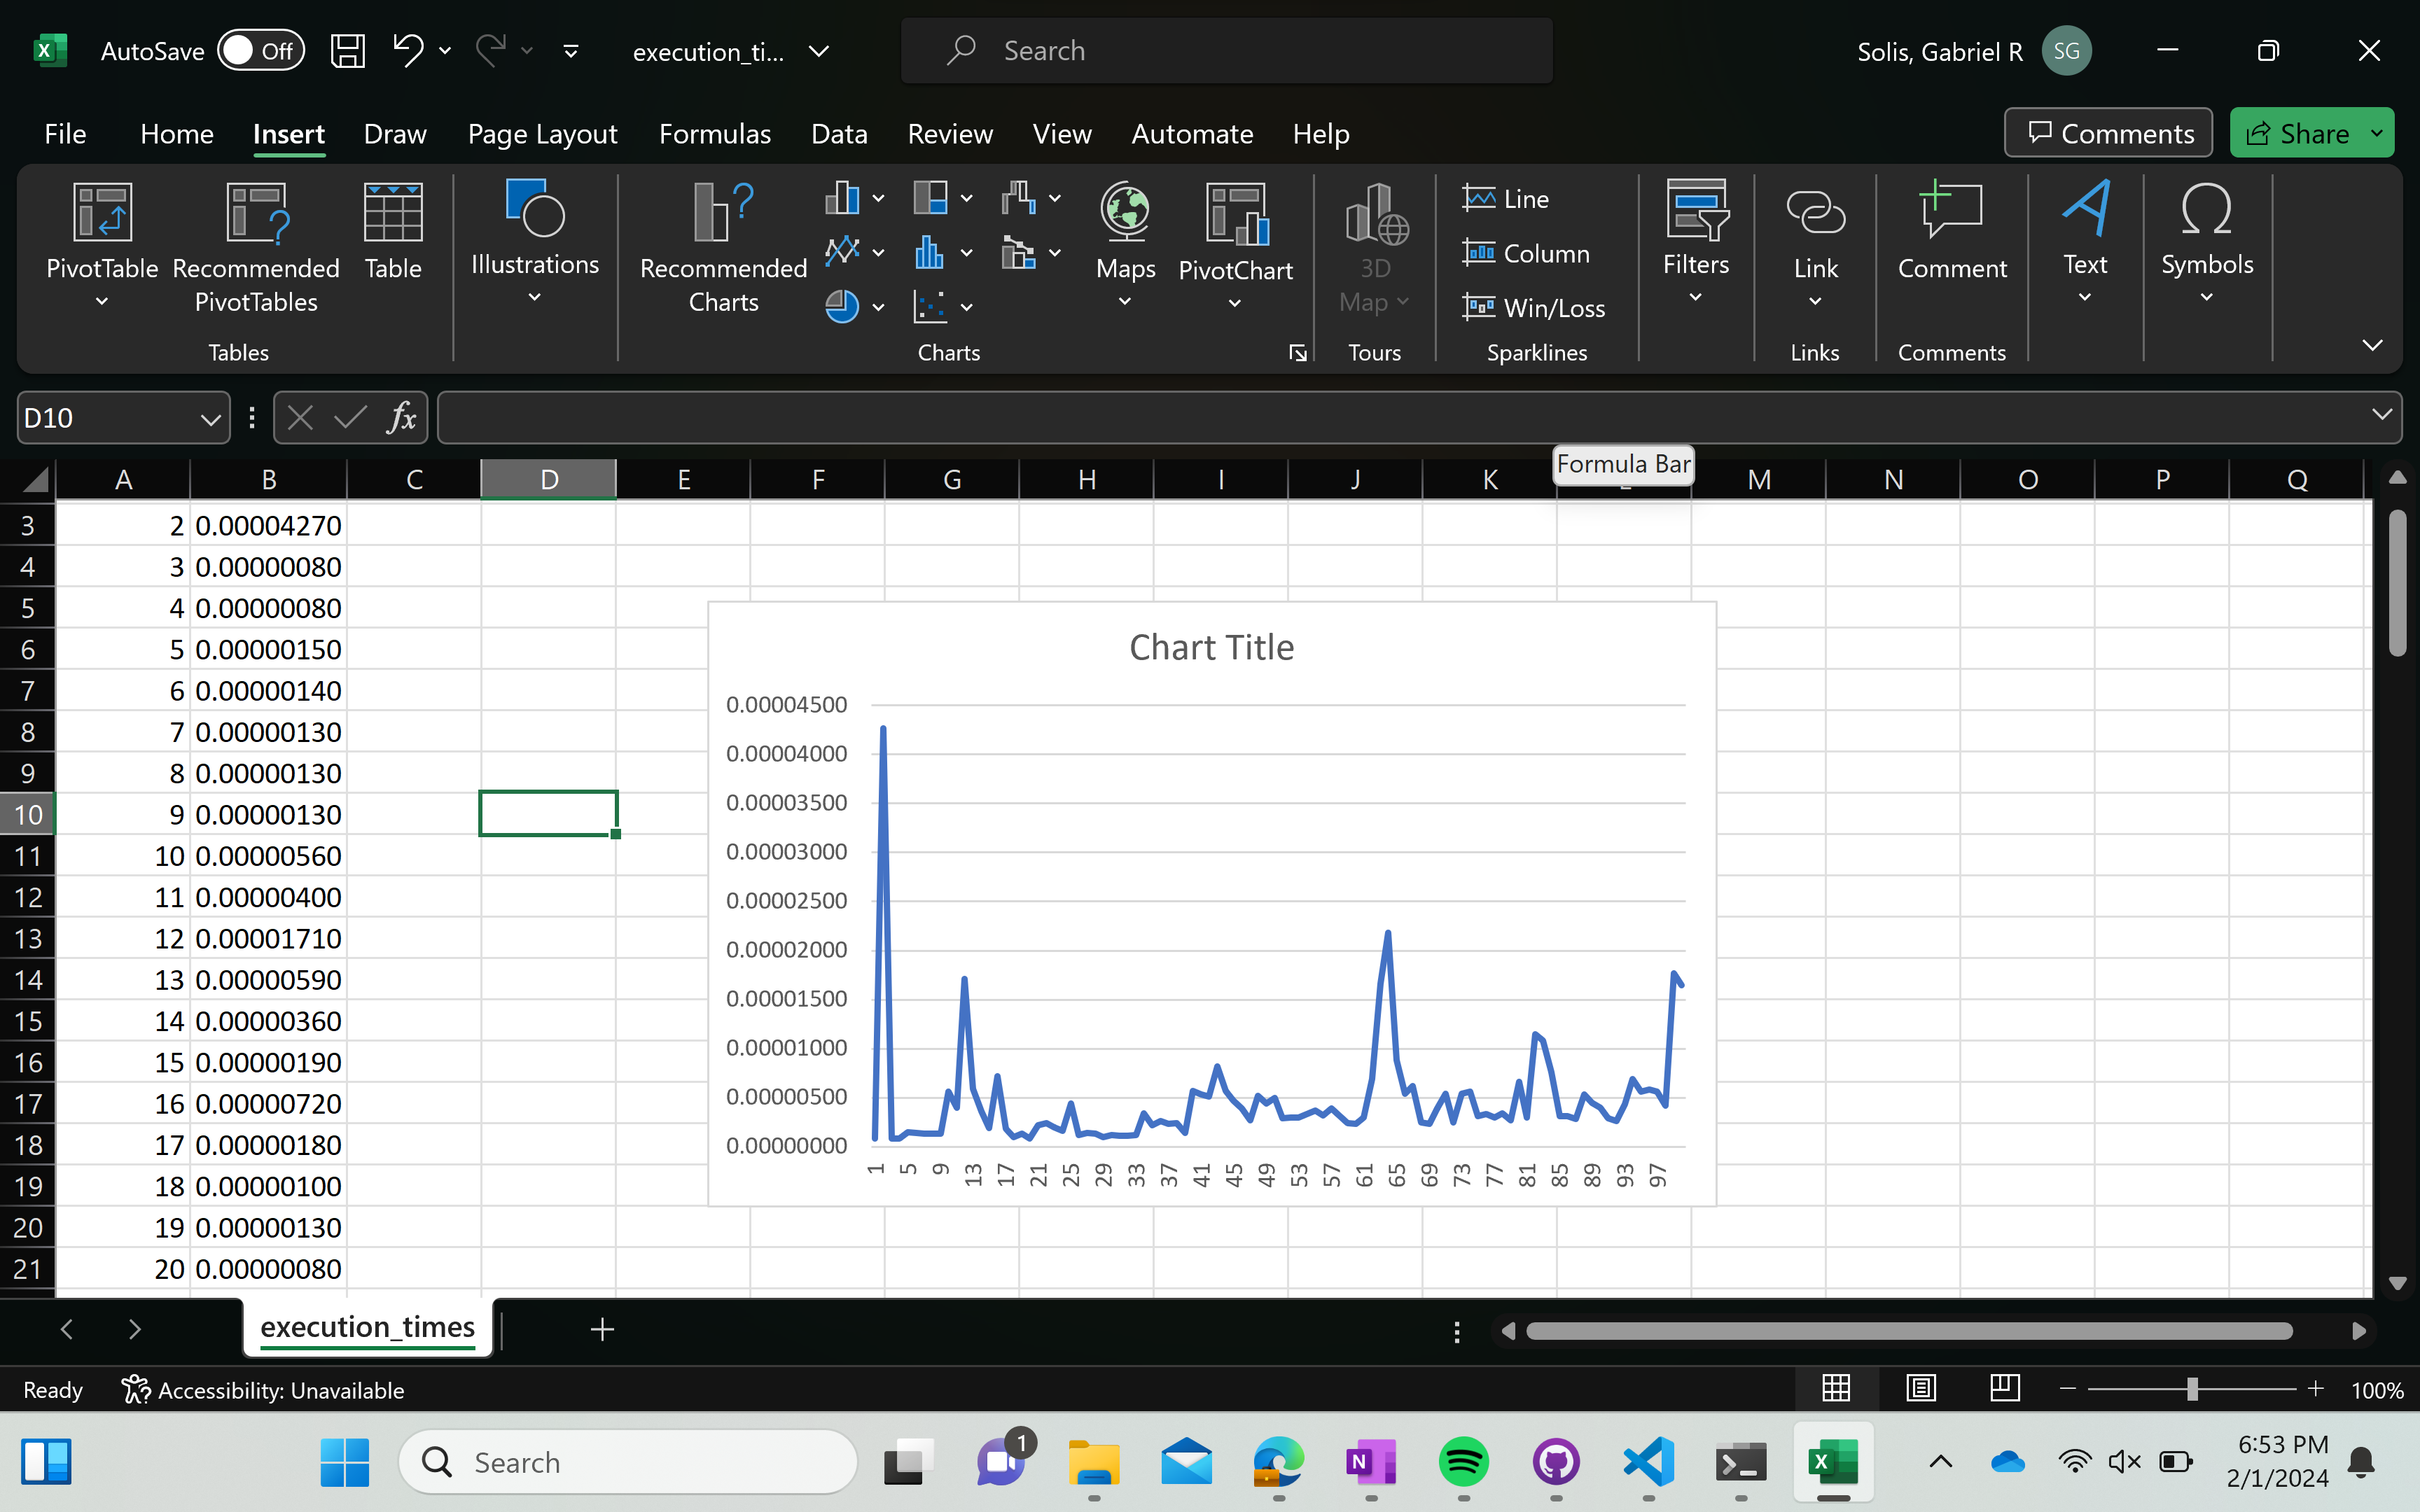 AutoSave Off execution_ti... Search Solis, Gabriel R SG
File Home Insert Draw Page Layout Formulas Data Review View Automate Help Comments Share
PivotTable Recommended PivotTables Table Illustrations Recommended Charts Maps PivotChart 3D Map Line Column Win/Loss Filters Link Comment Text Symbols
Tables Charts Tours Sparklines Links Comments
D10 fx
Formula Bar
A B C D E F G H I J K M N O P Q
3 2 0.00004270
4 3 0.00000080
5 4 0.00000080
6 5 0.00000150
7 6 0.00000140
8 7 0.00000130
9 8 0.00000130
10 9 0.00000130
11 10 0.00000560
12 11 0.00000400
13 12 0.00001710
14 13 0.00000590
15 14 0.00000360
16 15 0.00000190
17 16 0.00000720
18 17 0.00000180
19 18 0.00000100
20 19 0.00000130
21 20 0.00000080
Chart Title
0.00004500
0.00004000
0.00003500
0.00003000
0.00002500
0.00002000
0.00001500
0.00001000
0.00000500
0.00000000
1 5 9 13 17 21 25 29 33 37 41 45 49 53 57 61 65 69 73 77 81 85 89 93 97
execution_times
Ready Accessibility: Unavailable 100%
Search 1 6:53 PM
2/1/2024